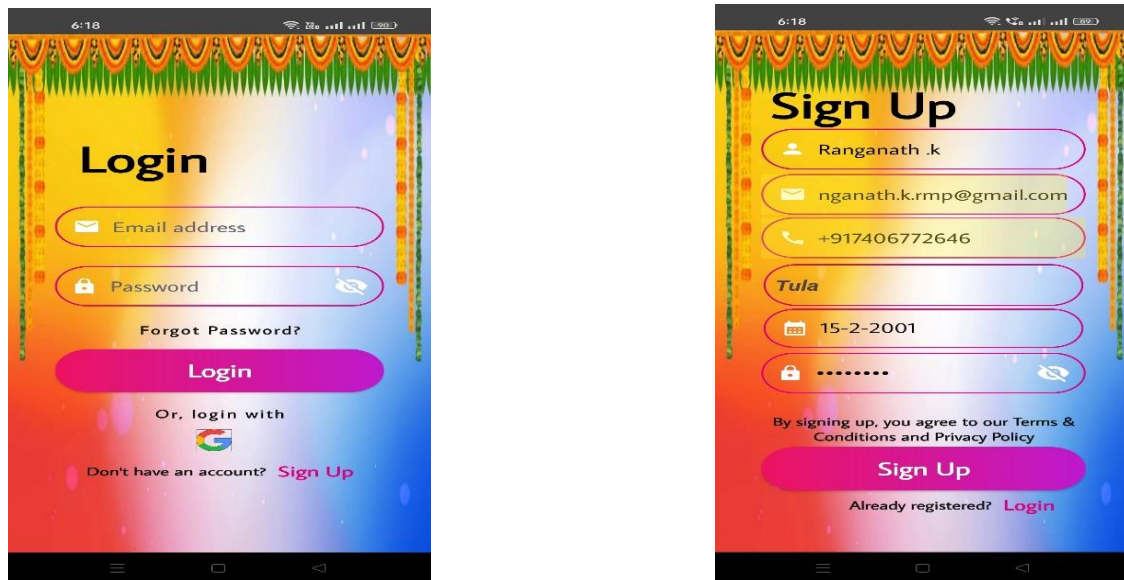 6:18
90
Login
Email address
Password
Forgot Password?
Login
Or, login with
G
Don't have an account? Sign Up
6:18
89
Sign Up
Ranganath .k
nganath.k.rmp@gmail.com
+917406772646
Tula
15-2-2001
••••••••
By signing up, you agree to our Terms &
Conditions and Privacy Policy
Sign Up
Already registered? Login